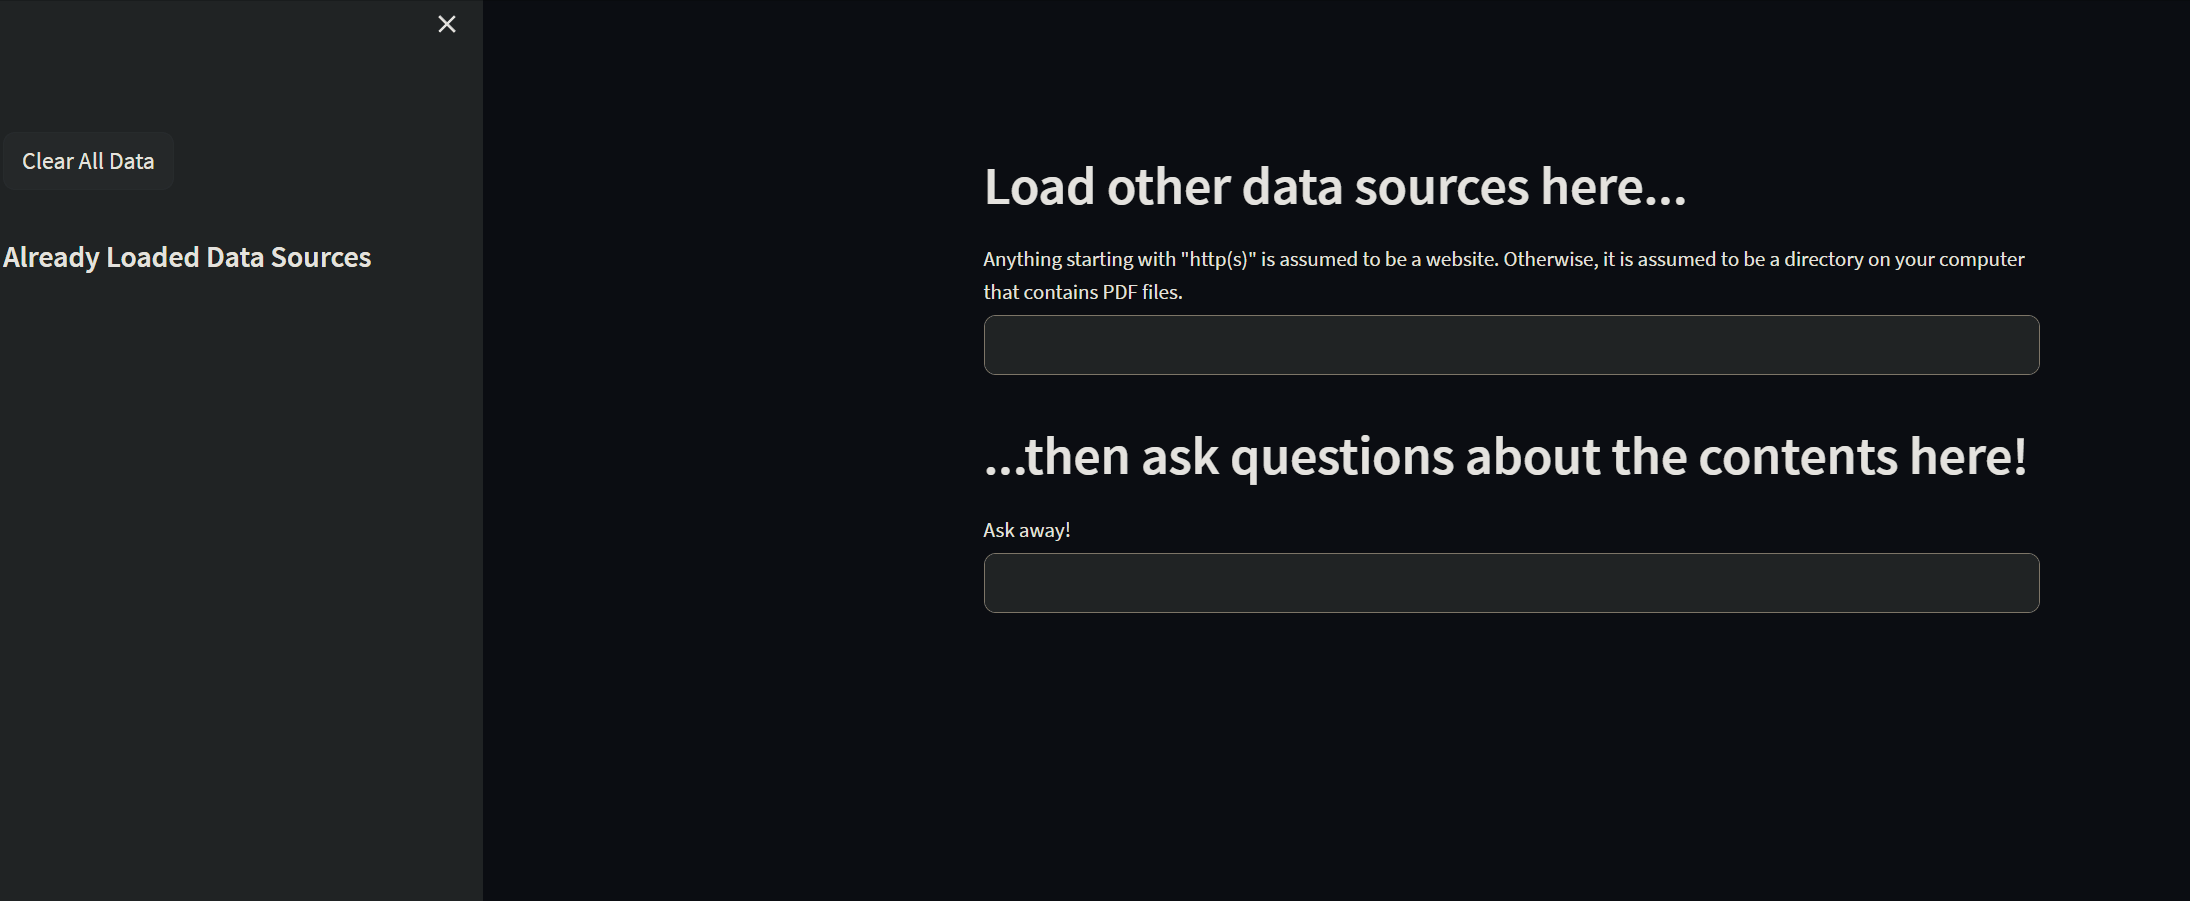 Clear All Data
Already Loaded Data Sources
Load other data sources here...
Anything starting with "http(s)" is assumed to be a website. Otherwise, it is assumed to be a directory on your computer
that contains PDF files.
...then ask questions about the contents here!
Ask away!